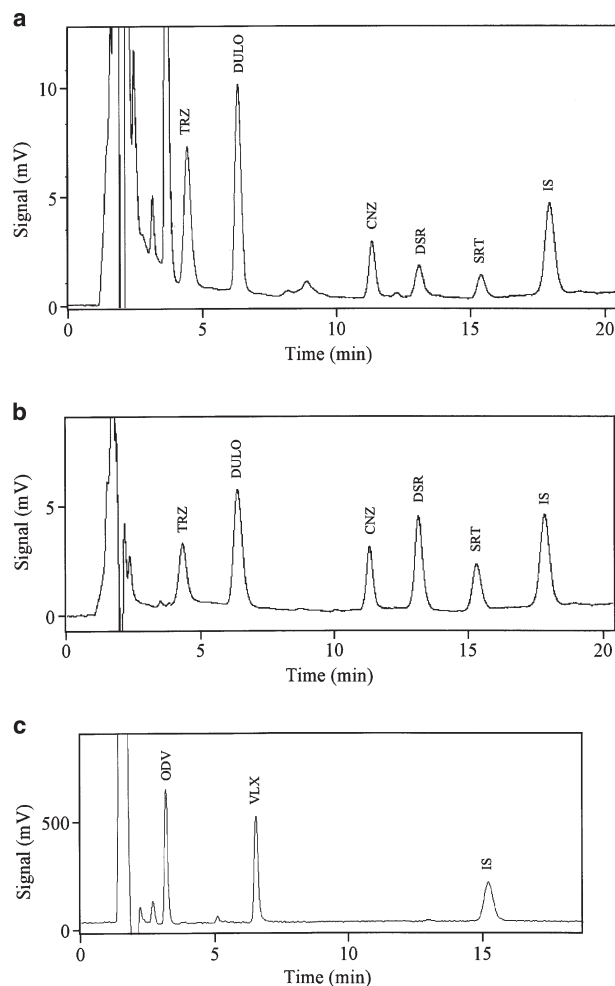 a
Signal (mV)
10
5
0
TRZ
DULO
CNZ
DSR
SRT
IS
0 5 10 15 20
Time (min)
b
Signal (mV)
5
0
TRZ
DULO
CNZ
DSR
SRT
IS
0 5 10 15 20
Time (min)
c
Signal (mV)
500
0
ODV
VLX
IS
0 5 10 15
Time (min)